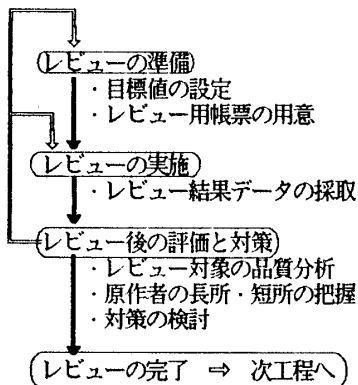 レビューの準備
・目標値の設定
・レビュー用帳票の用意
レビューの実施
・レビュー結果データの採取
レビュー後の評価と対策
・レビュー対象の品質分析
・原作者の長所・短所の把握
・対策の検討
レビューの完了 ⇒ 次工程へ